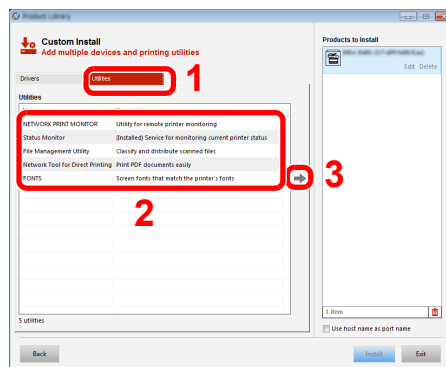 Product Library
Custom Install
Add multiple devices and printing utilities
Products to Install
Edit Delete
Drivers
Utilities
1
Utilities
NETWORK PRINT MONITOR Utility for remote printer monitoring
Status Monitor (Installed) Service for monitoring current printer status
File Management Utility Classify and distribute scanned files
Network Tool for Direct Printing Print PDF documents easily
FONTS Screen fonts that match the printer's fonts
3
2
1 item
5 utilities
Use host name as port name
Back
Install
Exit